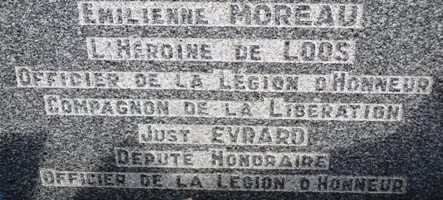 EMILIENNE MOREAU
L'HEROINE DE LOOS
OFFICIER DE LA LEGION D'HONNEUR
COMPAGNON DE LA LIBERATION
JUST EVRARD
DEPUTE HONORAIRE
OFFICIER DE LA LEGION D'HONNEUR